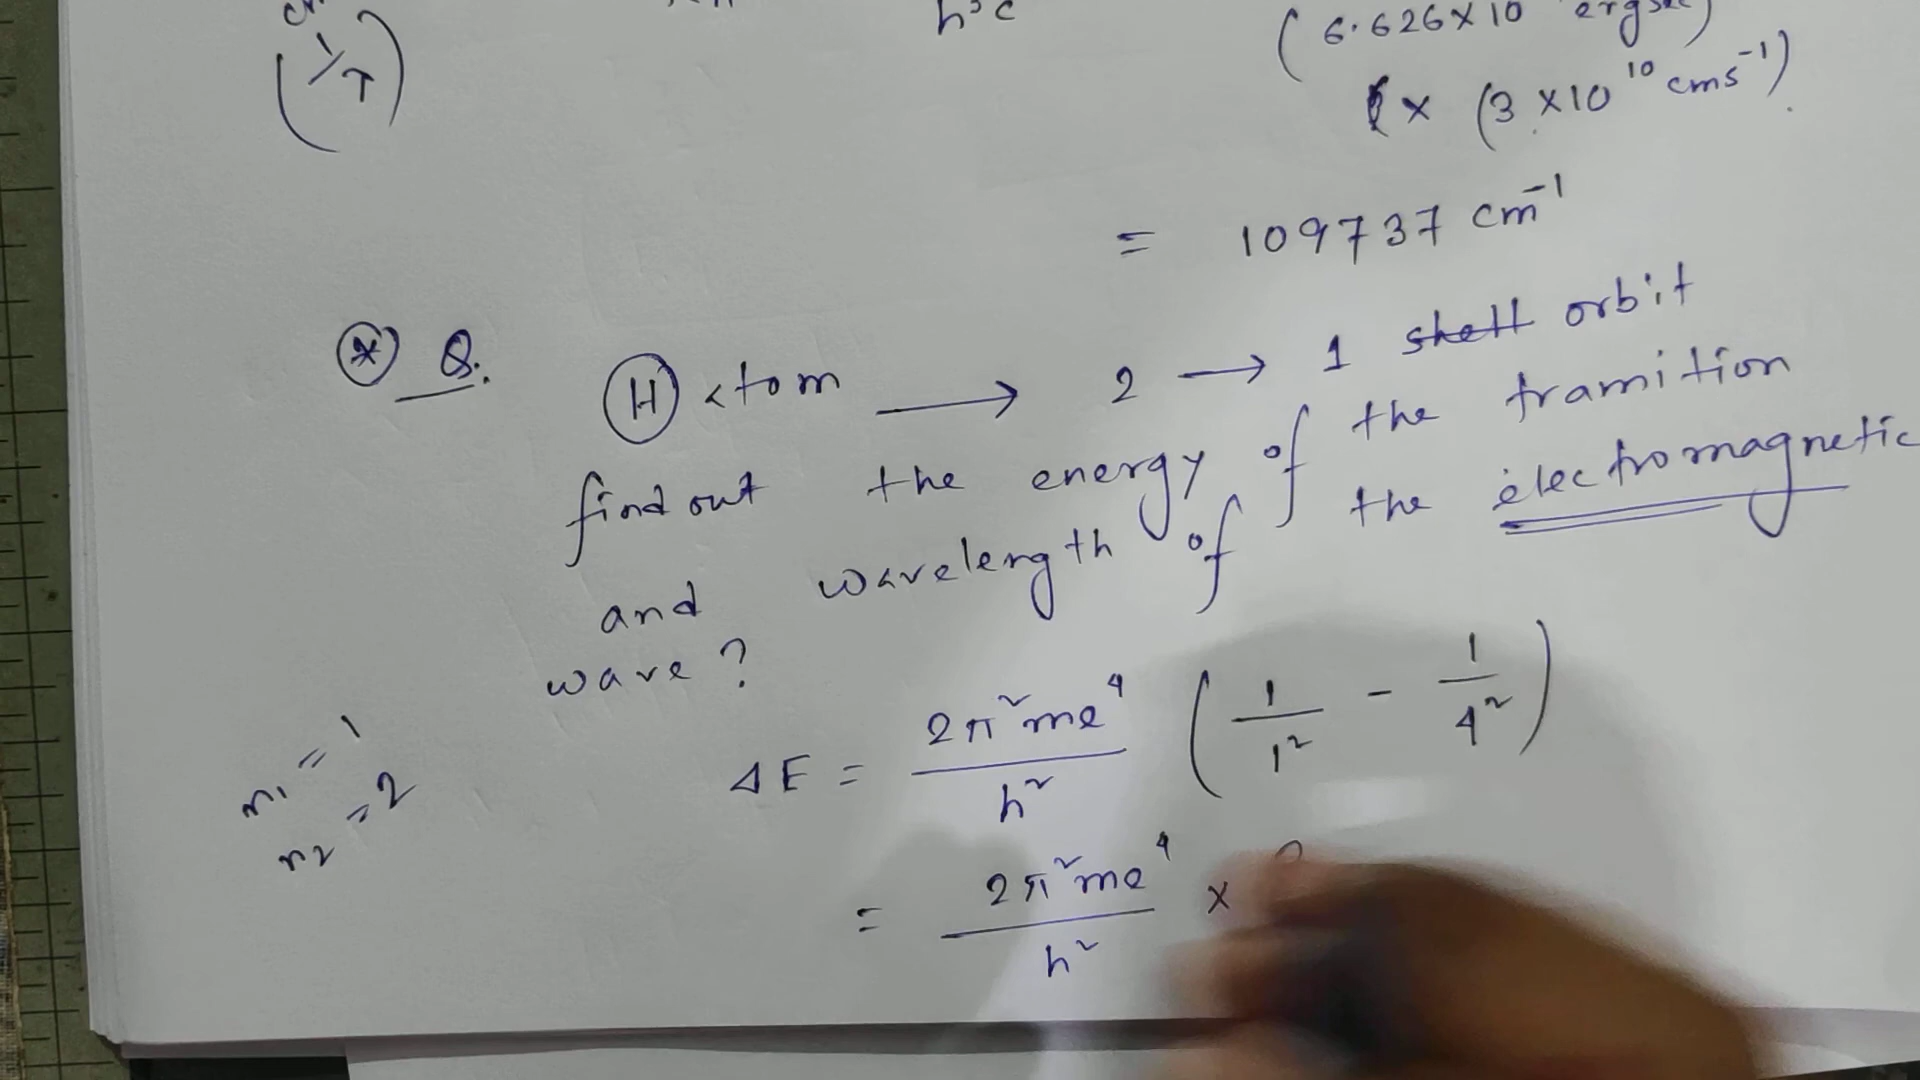 h³c
(6.626×10 erg sec)
(1/T)
× (3×10¹⁰ cms⁻¹)
= 109737 cm⁻¹
* Q. H atom → 2 → 1 shell orbit
find out the energy of the tramition
and wavelength of the electromagnetic
wave?
n1 = 1
n2 = 2
ΔE = 2π²me⁴/h² (1/1² - 1/4²)
= 2π²me⁴/h² ×